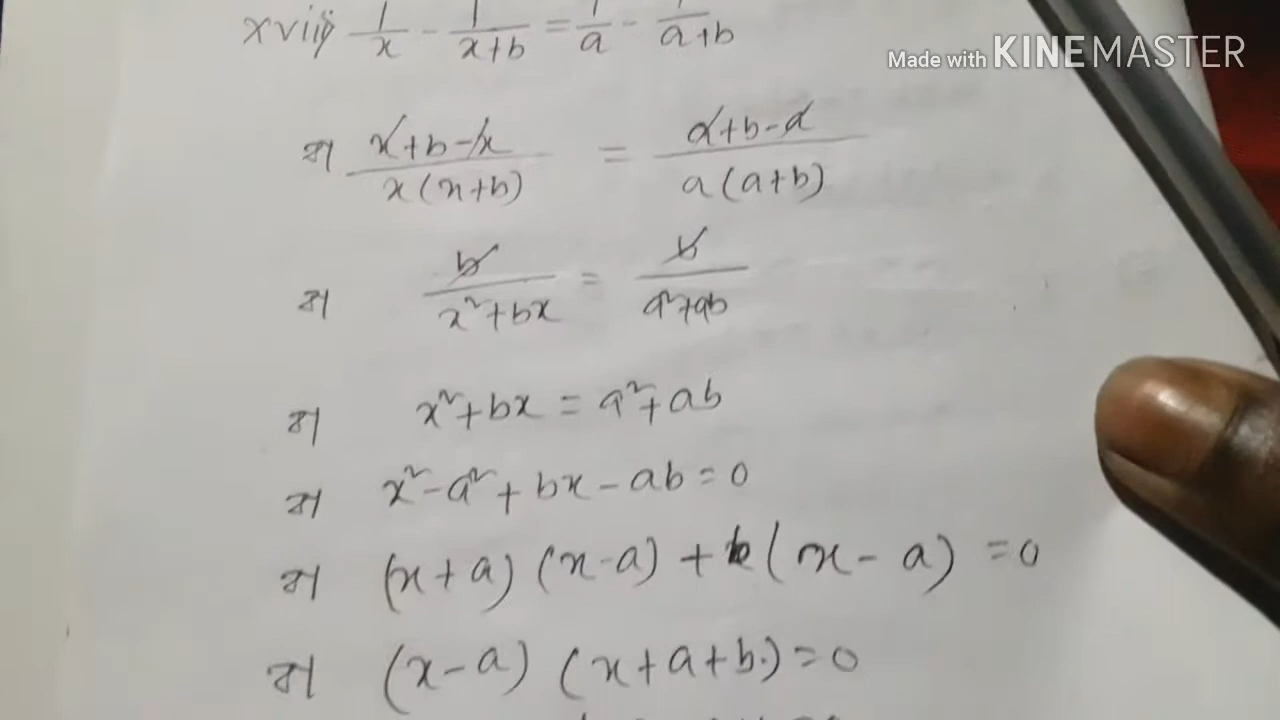 xviii) 1/x - 1/x+b = 1/a - 1/a+b
Made with KINEMASTER
বা x+b-x/x(x+b) = a+b-a/a(a+b)
বা b/x²+bx = b/a²+ab
বা x²+bx = a²+ab
বা x²-a²+bx-ab=0
বা (x+a)(x-a)+b(x-a)=0
বা (x-a)(x+a+b)=0